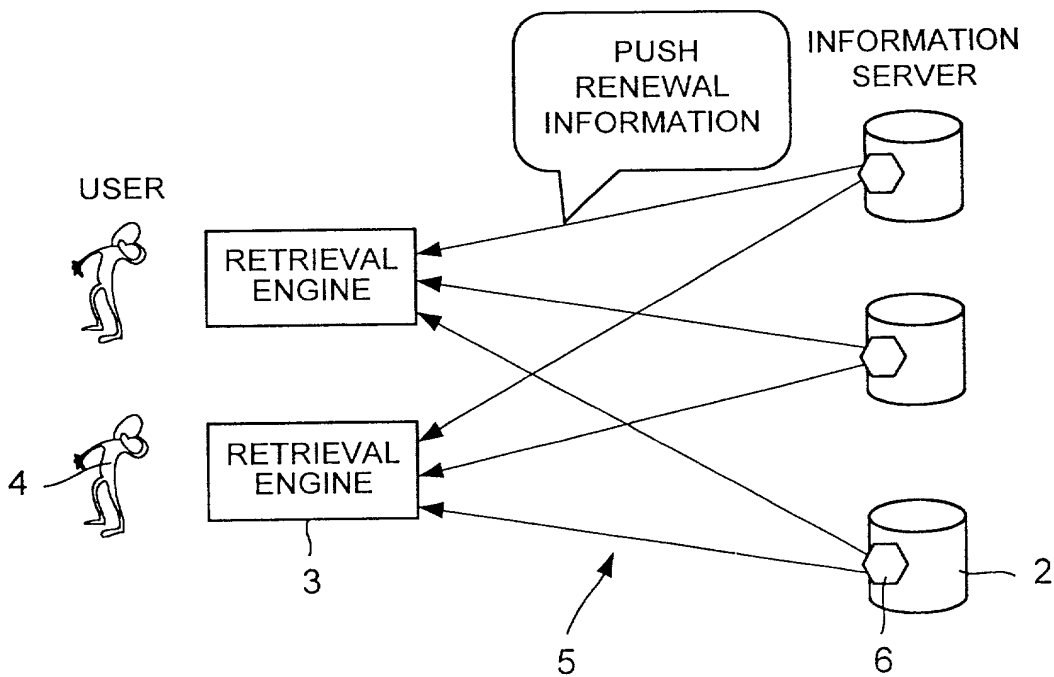 PUSH
RENEWAL
INFORMATION
INFORMATION
SERVER
USER
RETRIEVAL
ENGINE
RETRIEVAL
ENGINE
4
3
5
6
2